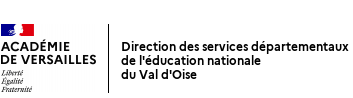 ACADÉMIE
DE VERSAILLES
Liberté
Égalité
Fraternité
Direction des services départementaux
de l'éducation nationale
du Val d'Oise